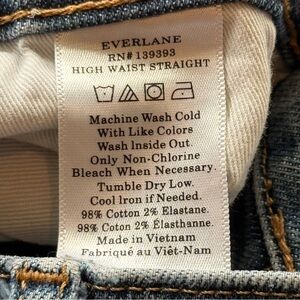 EVERLANE
RN# 139393
HIGH WAIST STRAIGHT
Machine Wash Cold
With Like Colors
Wash Inside Out.
Only Non-Chlorine
Bleach When Necessary.
Tumble Dry Low.
Cool Iron if Needed.
98% Cotton 2% Elastane.
98% Coton 2% Élasthanne.
Made in Vietnam
Fabriqué au Viêt-Nam